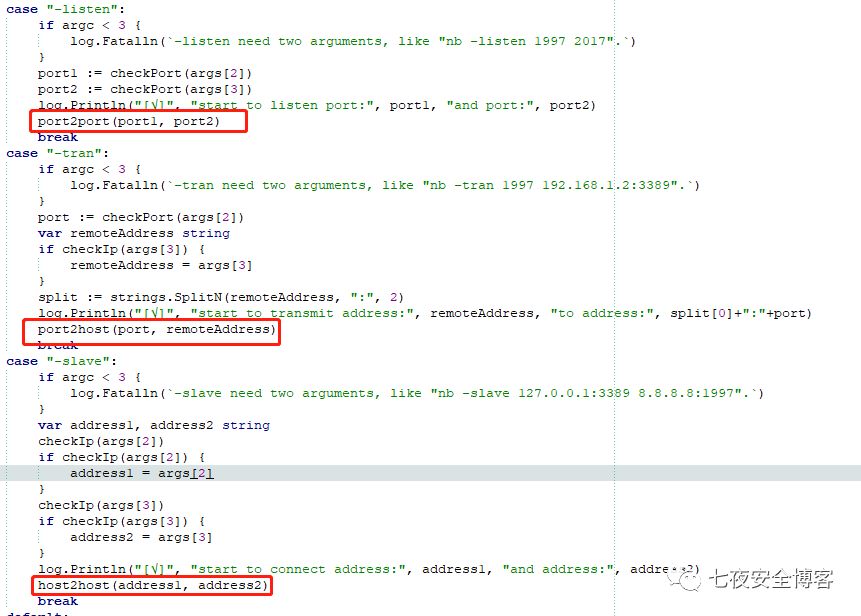 case "-listen":
if argc < 3 {
log.Fatalln(`-listen need two arguments, like "nb -listen 1997 2017".`)
}
port1 := checkPort(args[2])
port2 := checkPort(args[3])
log.Println("[√]", "start to listen port:", port1, "and port:", port2)
port2port(port1, port2)
break
case "-tran":
if argc < 3 {
log.Fatalln(`-tran need two arguments, like "nb -tran 1997 192.168.1.2:3389".`)
}
port := checkPort(args[2])
var remoteAddress string
if checkIp(args[3]) {
remoteAddress = args[3]
}
split := strings.SplitN(remoteAddress, ":", 2)
log.Println("[√]", "start to transmit address:", remoteAddress, "to address:", split[0]+":"+port)
port2host(port, remoteAddress)
break
case "-slave":
if argc < 3 {
log.Fatalln(`-slave need two arguments, like "nb -slave 127.0.0.1:3389 8.8.8.8:1997".`)
}
var address1, address2 string
checkIp(args[2])
if checkIp(args[2]) {
address1 = args[2]
}
checkIp(args[3])
if checkIp(args[3]) {
address2 = args[3]
}
log.Println("[√]", "start to connect address:", address1, "and address:", address2)
host2host(address1, address2)
break
default:
七夜安全博客